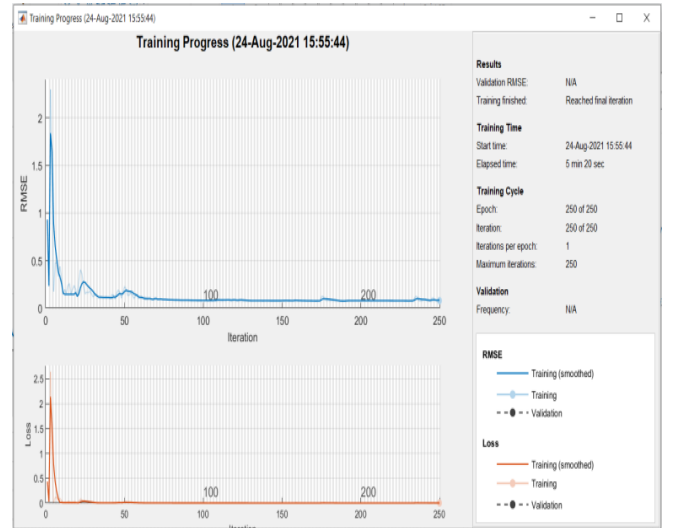 Training Progress (24-Aug-2021 15:55:44)
Training Progress (24-Aug-2021 15:55:44)
RMSE
2
1.5
1
0.5
0
100
200
0
50
100
150
200
250
Iteration
Loss
2.5
2
1.5
1
0.5
0
100
200
0
50
100
150
200
250
Iteration
Results
Validation RMSE: N/A
Training finished: Reached final iteration
Training Time
Start time: 24-Aug-2021 15:55:44
Elapsed time: 5 min 20 sec
Training Cycle
Epoch: 250 of 250
Iteration: 250 of 250
Iterations per epoch: 1
Maximum iterations: 250
Validation
Frequency: N/A
RMSE
Training (smoothed)
Training
Validation
Loss
Training (smoothed)
Training
Validation